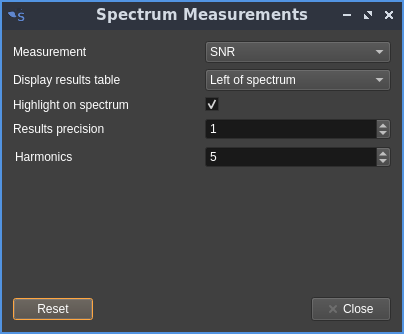 Spectrum Measurements
Measurement SNR
Display results table Left of spectrum
Highlight on spectrum
Results precision 1
Harmonics 5
Reset Close